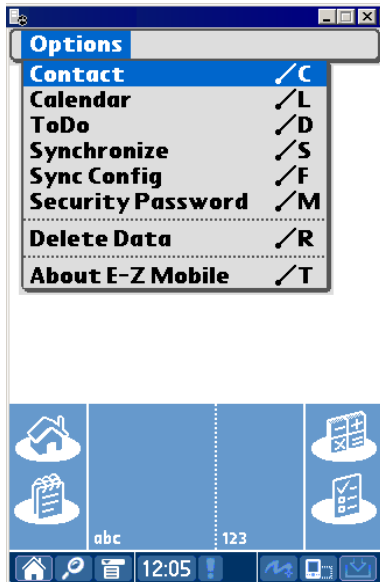 Options
Contact /C
Calendar /L
ToDo /D
Synchronize /S
Sync Config /F
Security Password /M
Delete Data /R
About E-Z Mobile /T
abc 123
12:05 !